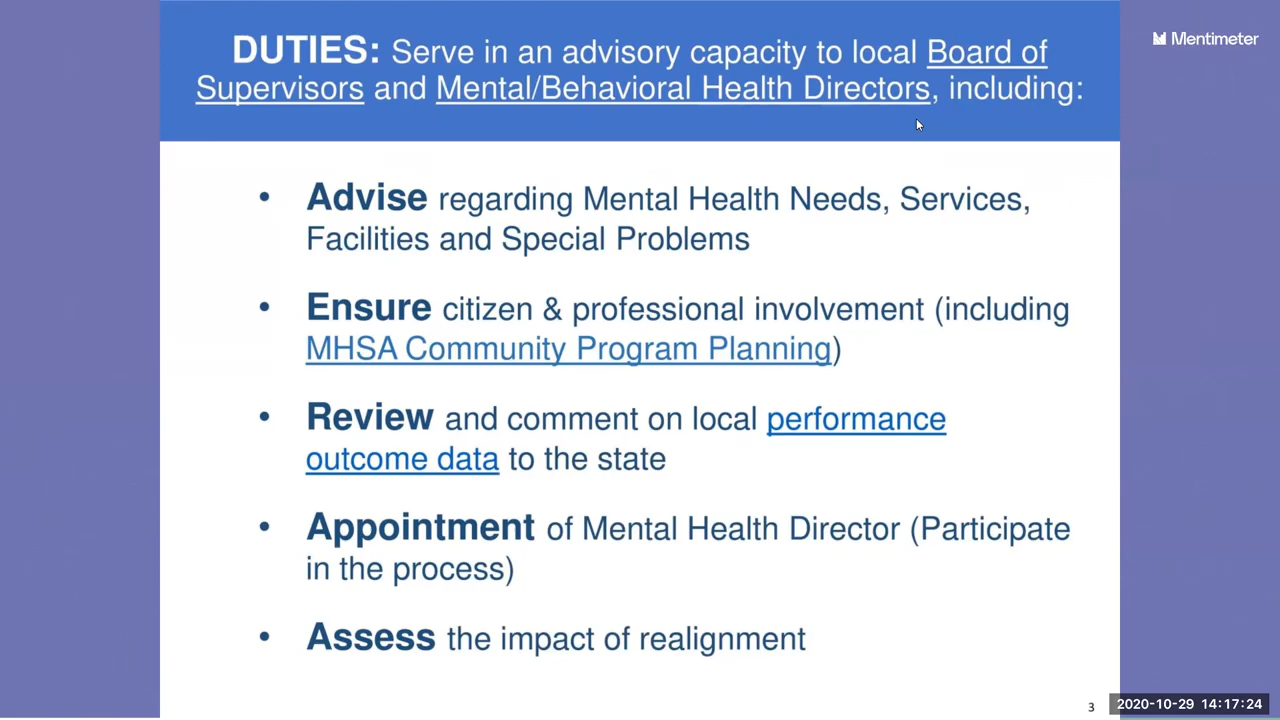 DUTIES: Serve in an advisory capacity to local Board of
Supervisors and Mental/Behavioral Health Directors, including:
Mentimeter
• Advise regarding Mental Health Needs, Services,
Facilities and Special Problems
• Ensure citizen & professional involvement (including
MHSA Community Program Planning)
• Review and comment on local performance
outcome data to the state
• Appointment of Mental Health Director (Participate
in the process)
• Assess the impact of realignment
3
2020-10-29 14:17:24